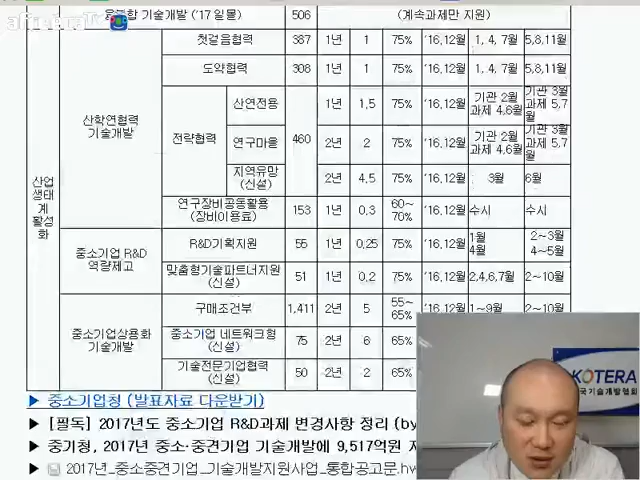 융복합 기술개발 ('17 일몰) 506 (계속과제만 지원)
afreecaTV
첫걸음협력 387 1년 1 75% '16.12월 1, 4, 7월 5,8,11월
도약협력 308 1년 1 75% '16.12월 1, 4, 7월 5,8,11월
산학연협력 기술개발
전략협력 460
산연전용 1년 1.5 75% '16.12월 기관 2월 과제 4,6월 기관 3월 과제 5,7월
연구마을 2년 2 75% '16.12월 기관 2월 과제 4,6월 기관 3월 과제 5,7월
지역유망 (신설) 2년 4.5 75% '16.12월 3월 6월
산업 생태 계 활성 화
연구장비공동활용 (장비이용료) 153 1년 0.3 60~ 70% '16.12월 수시 수시
중소기업 R&D 역량제고
R&D기획지원 55 1년 0.25 75% '16.12월 1월 4월 2~3월 4~5월
맞춤형기술파트너지원 (신설) 51 1년 0.2 75% '16.12월 2,4,6,7월 2~10월
중소기업상용화 기술개발
구매조건부 1,411 2년 5 55~ 65% '16.12월 1~9월 2~10월
중소기업 네트워크형 (신설) 75 2년 6 65%
기술전문기업협력 (신설) 50 2년 2 65%
KOTERA
국기술개발협회
▶ 중소기업청 (발표자료 다운받기)
▶ [필독] 2017년도 중소기업 R&D과제 변경사항 정리 (by
▶ 중기청, 2017년 중소·중견기업 기술개발에 9,517억원
▶ 2017년_중소중견기업_기술개발지원사업_통합공고문.hw